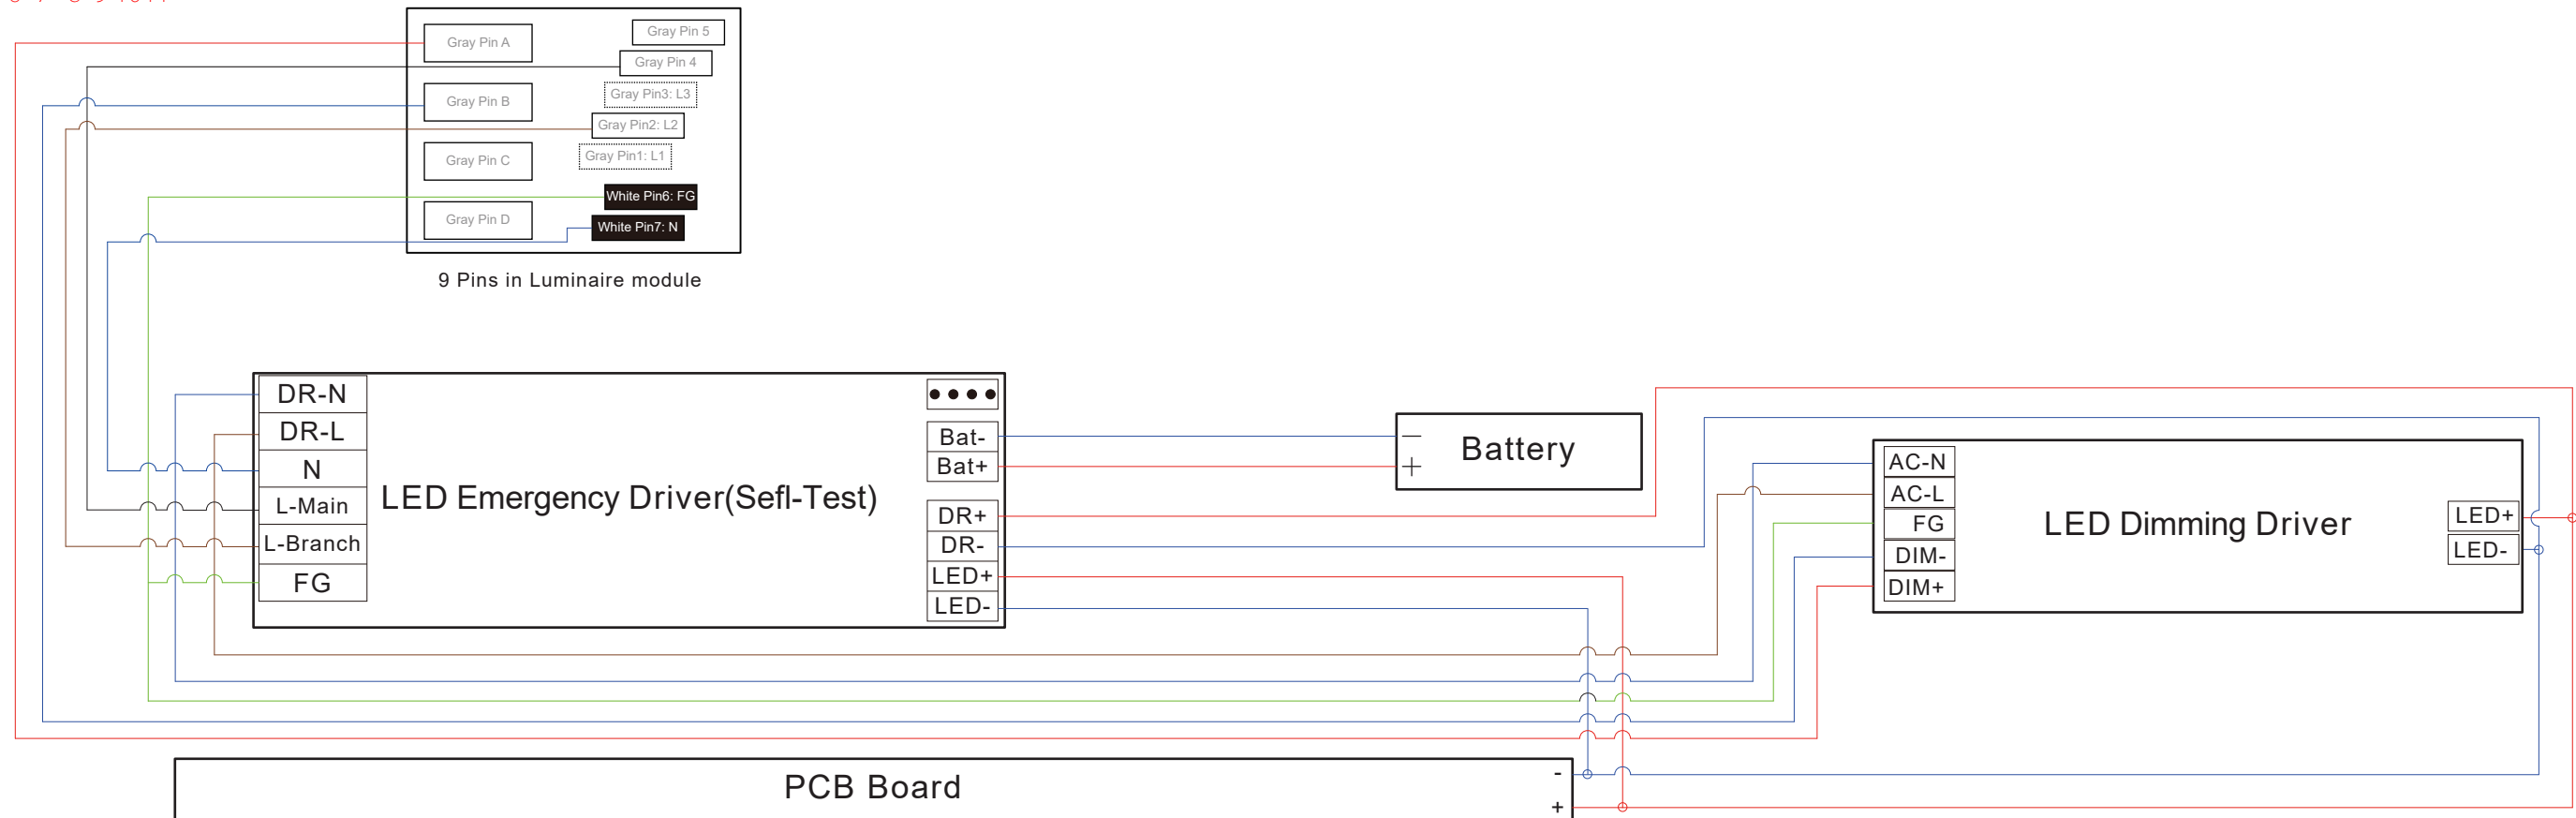 Gray Pin A
Gray Pin 5
Gray Pin 4
Gray Pin B
Gray Pin3: L3
Gray Pin2: L2
Gray Pin C
Gray Pin1: L1
White Pin6: FG
Gray Pin D
White Pin7: N
9 Pins in Luminaire module
DR-N
DR-L
N
L-Main
L-Branch
FG
LED Emergency Driver(Sefl-Test)
Bat-
Bat+
DR+
DR-
LED+
LED-
—
+
Battery
AC-N
AC-L
FG
DIM-
DIM+
LED Dimming Driver
LED+
LED-
PCB Board
-
+